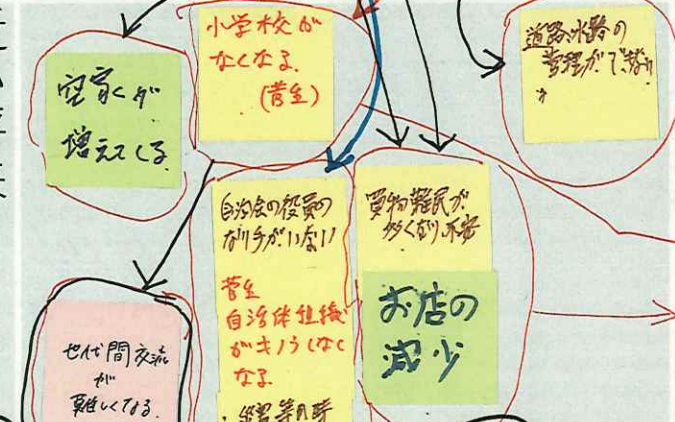 空家が
増えてくる
小学校が
なくなる
(菅生)
道路水路の
管理ができない
自治会の役員の
なり手がいない
菅生
自治体組織
がキノウしなく
なる
買物難民が
多くなり不安
お店の
減少
世代間交流
が
難しくなる